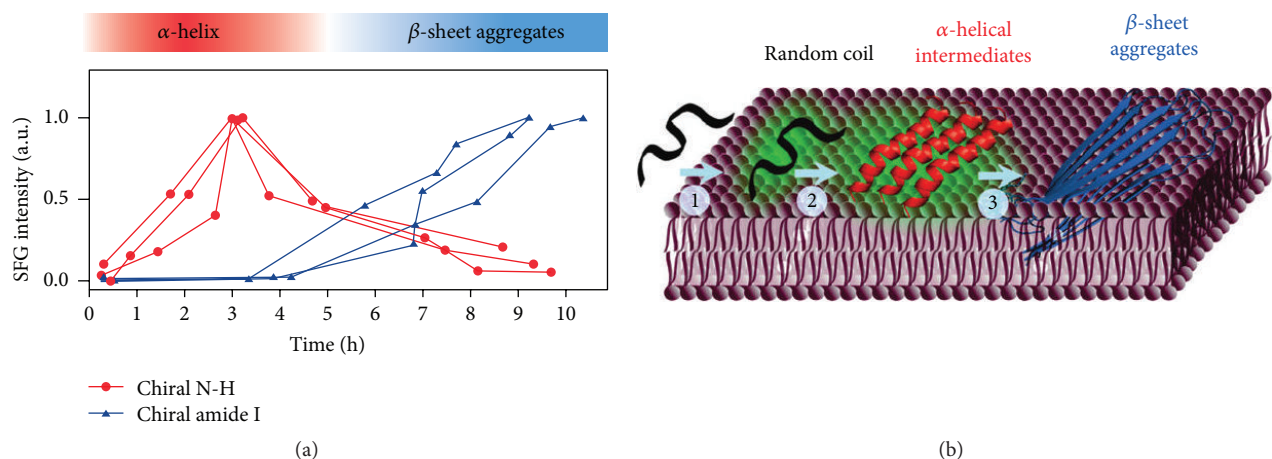 α-helix
β-sheet aggregates
SFG intensity (a.u.)
1.0
0.5
0.0
0 1 2 3 4 5 6 7 8 9 10
Time (h)
Chiral N-H
Chiral amide I
(a)
Random coil
α-helical
intermediates
β-sheet
aggregates
1
2
3
(b)